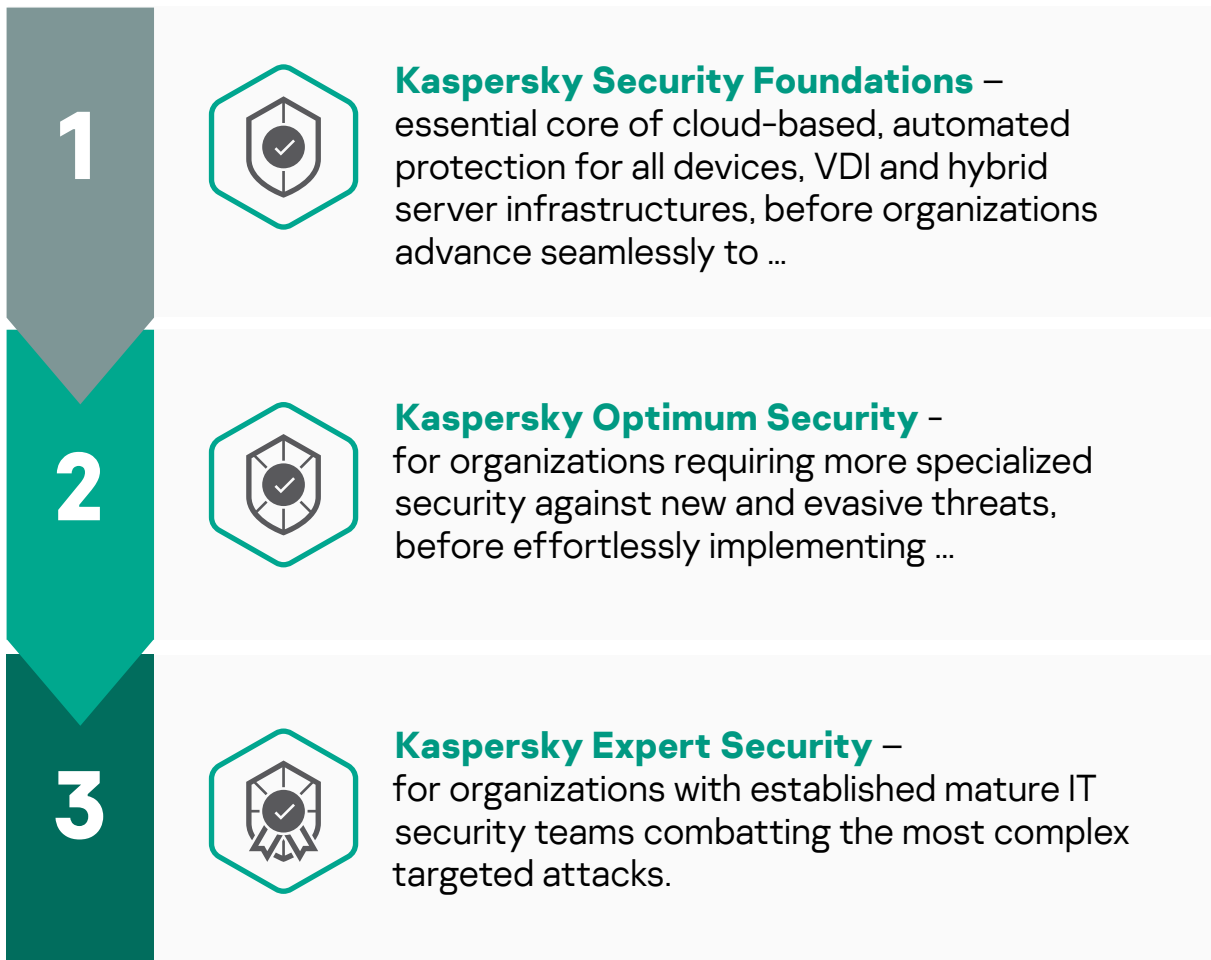 1
Kaspersky Security Foundations –
essential core of cloud-based, automated
protection for all devices, VDI and hybrid
server infrastructures, before organizations
advance seamlessly to ...
2
Kaspersky Optimum Security -
for organizations requiring more specialized
security against new and evasive threats,
before effortlessly implementing ...
3
Kaspersky Expert Security –
for organizations with established mature IT
security teams combatting the most complex
targeted attacks.